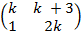 (k k + 3
1 2k)